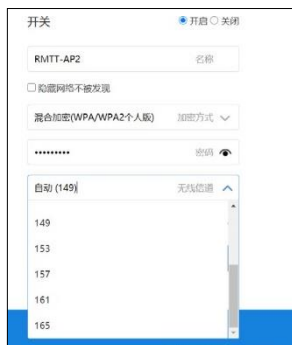 开关 开启 关闭
RMTT-AP2 名称
隐藏网络不被发现
混合加密(WPA/WPA2个人版) 加密方式
••••••••• 密码
自动 (149) 无线信道
149
153
157
161
165